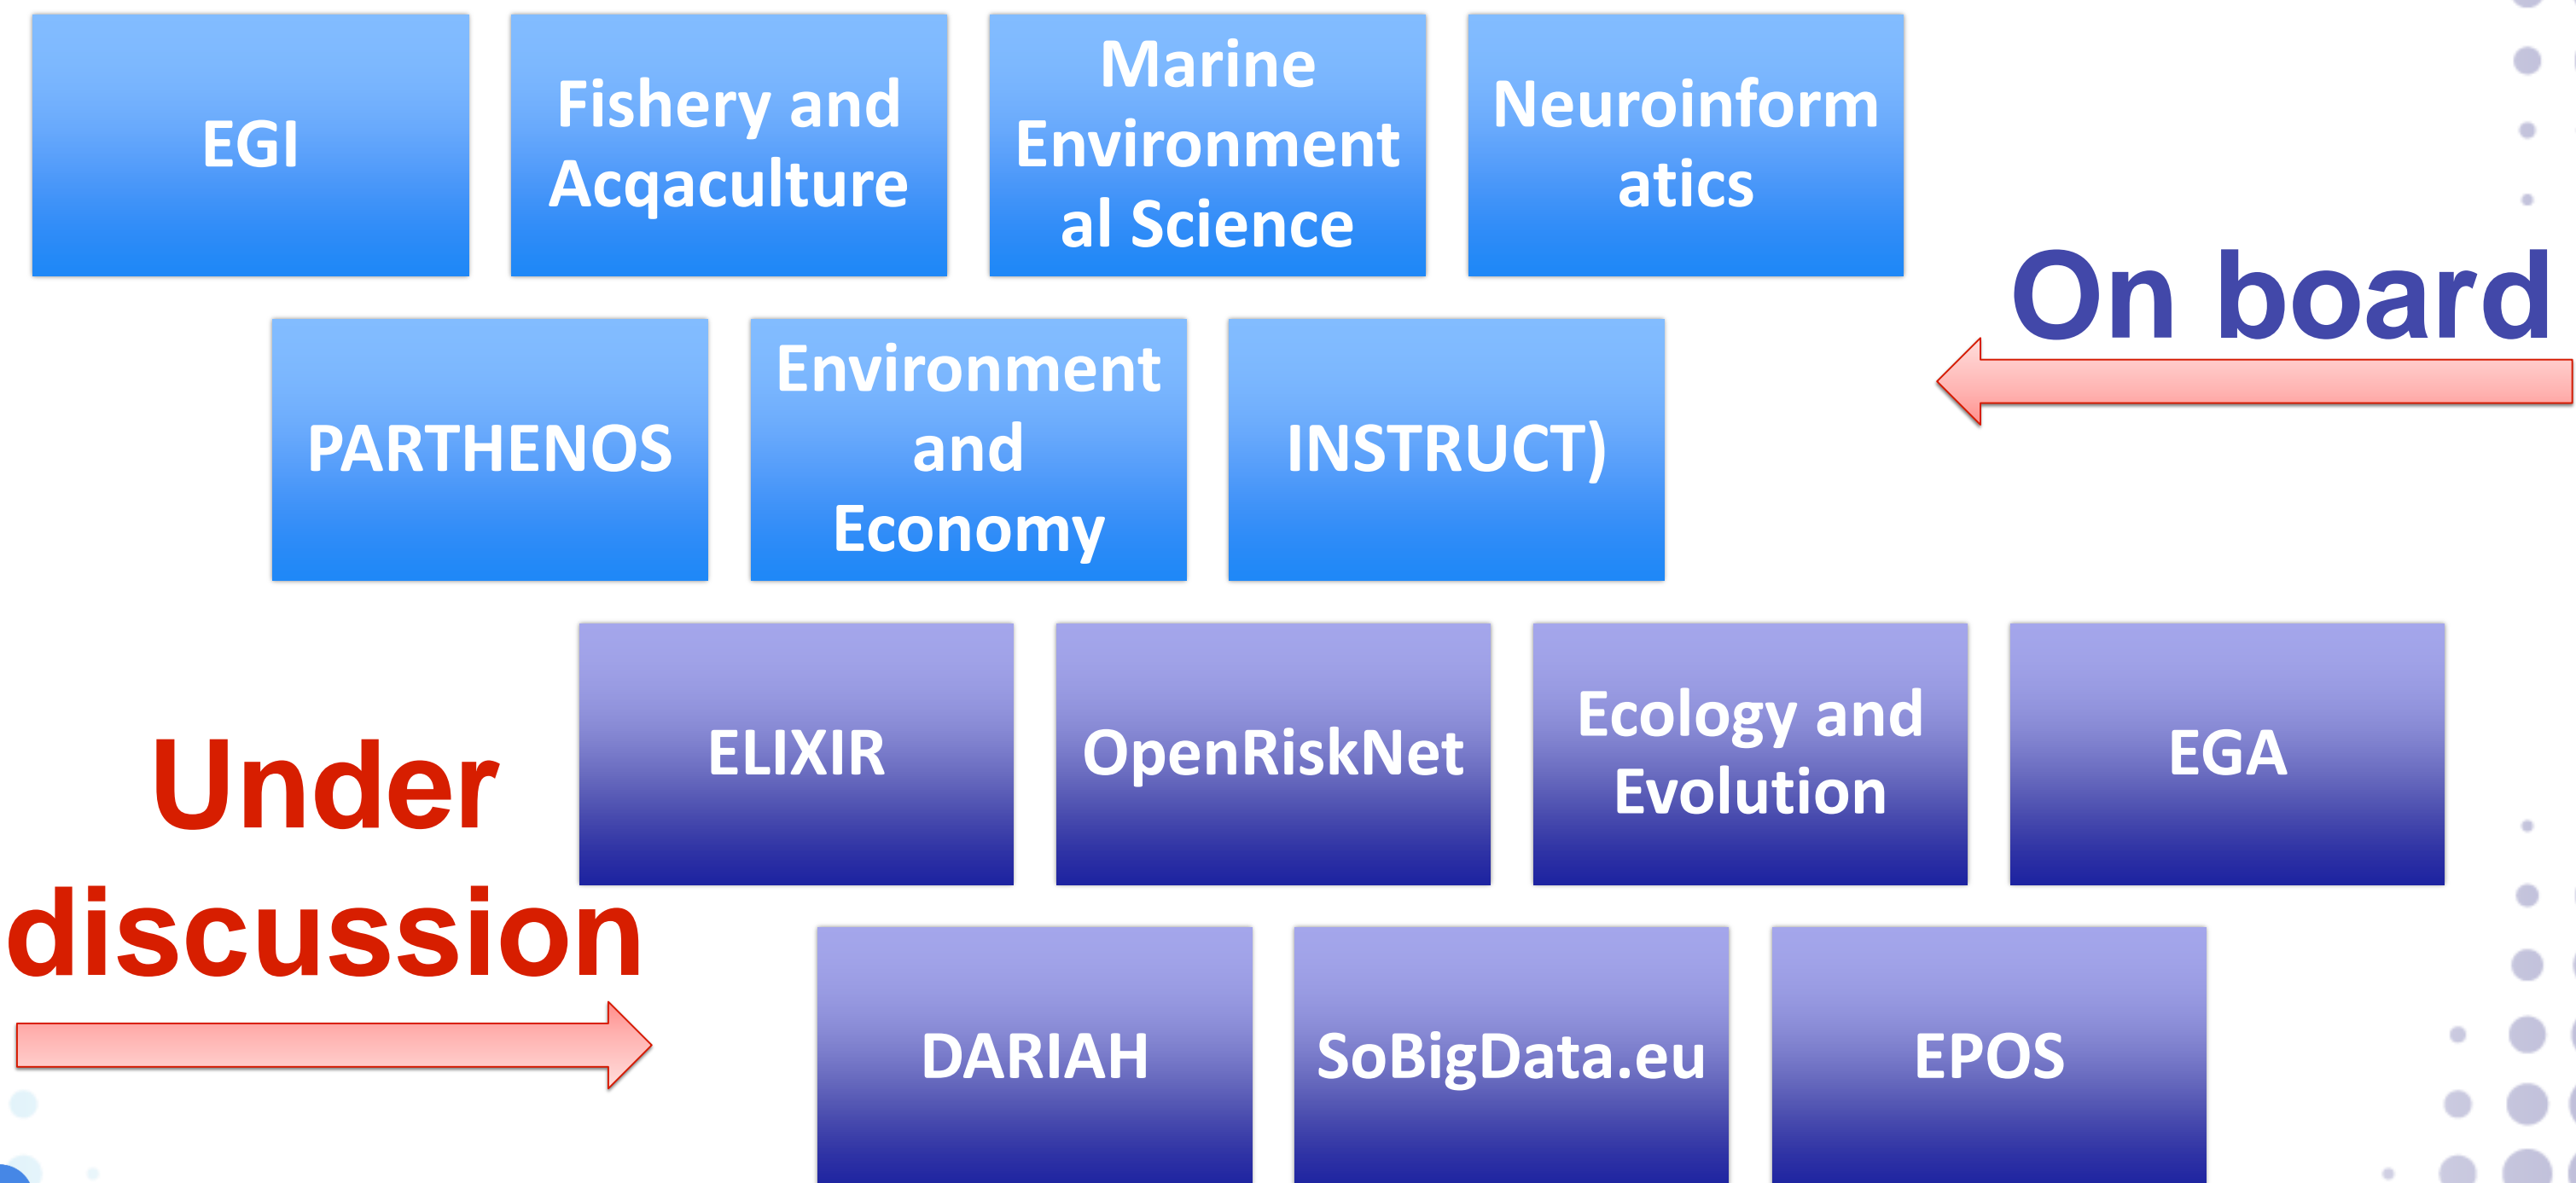 EGI
Fishery and
Acqaculture
Marine
Environment
al Science
Neuroinform
atics
On board
PARTHENOS
Environment
and
Economy
INSTRUCT)
Under
discussion
ELIXIR
OpenRiskNet
Ecology and
Evolution
EGA
DARIAH
SoBigData.eu
EPOS